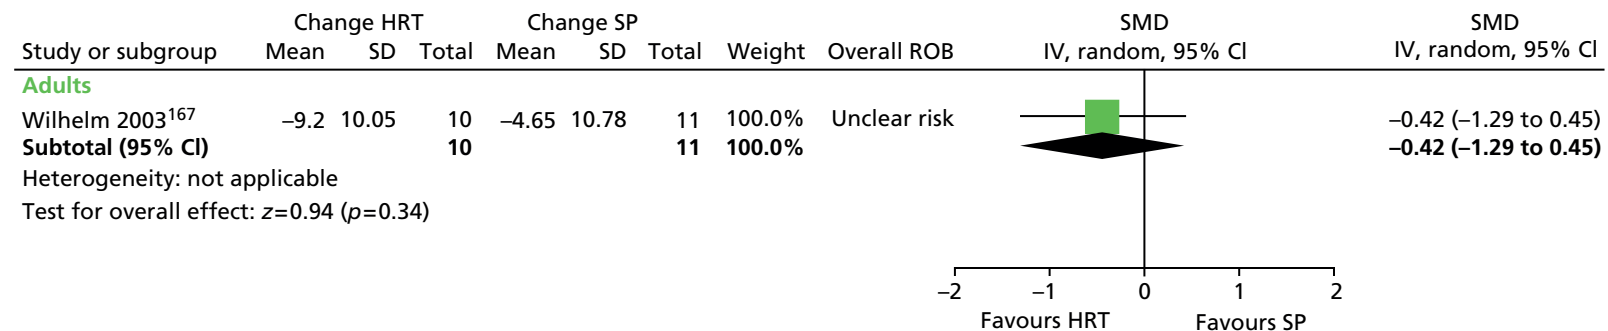 Change HRT Change SP SMD SMD
Study or subgroup Mean SD Total Mean SD Total Weight Overall ROB IV, random, 95% Cl IV, random, 95% Cl
Adults
Wilhelm 2003167 –9.2 10.05 10 –4.65 10.78 11 100.0% Unclear risk –0.42 (–1.29 to 0.45)
Subtotal (95% Cl) 10 11 100.0% –0.42 (–1.29 to 0.45)
Heterogeneity: not applicable
Test for overall effect: z=0.94 (p=0.34)
–2 –1 0 1 2
Favours HRT Favours SP